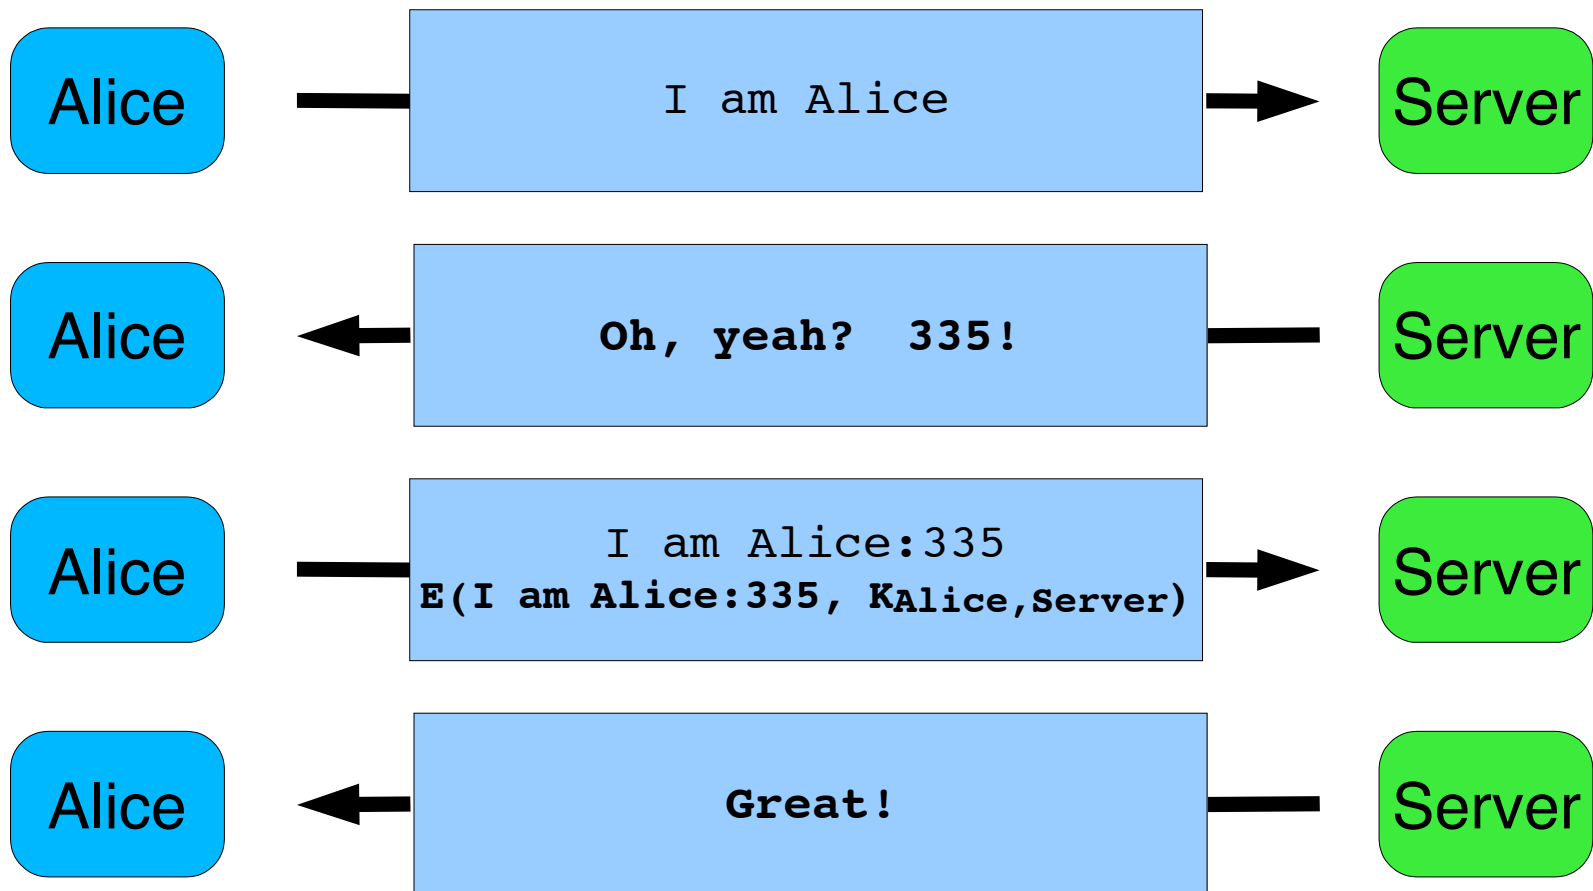 Alice
I am Alice
Server
Alice
Oh, yeah?  335!
Server
Alice
I am Alice:335
E(I am Alice:335, KAlice,Server)
Server
Alice
Great!
Server